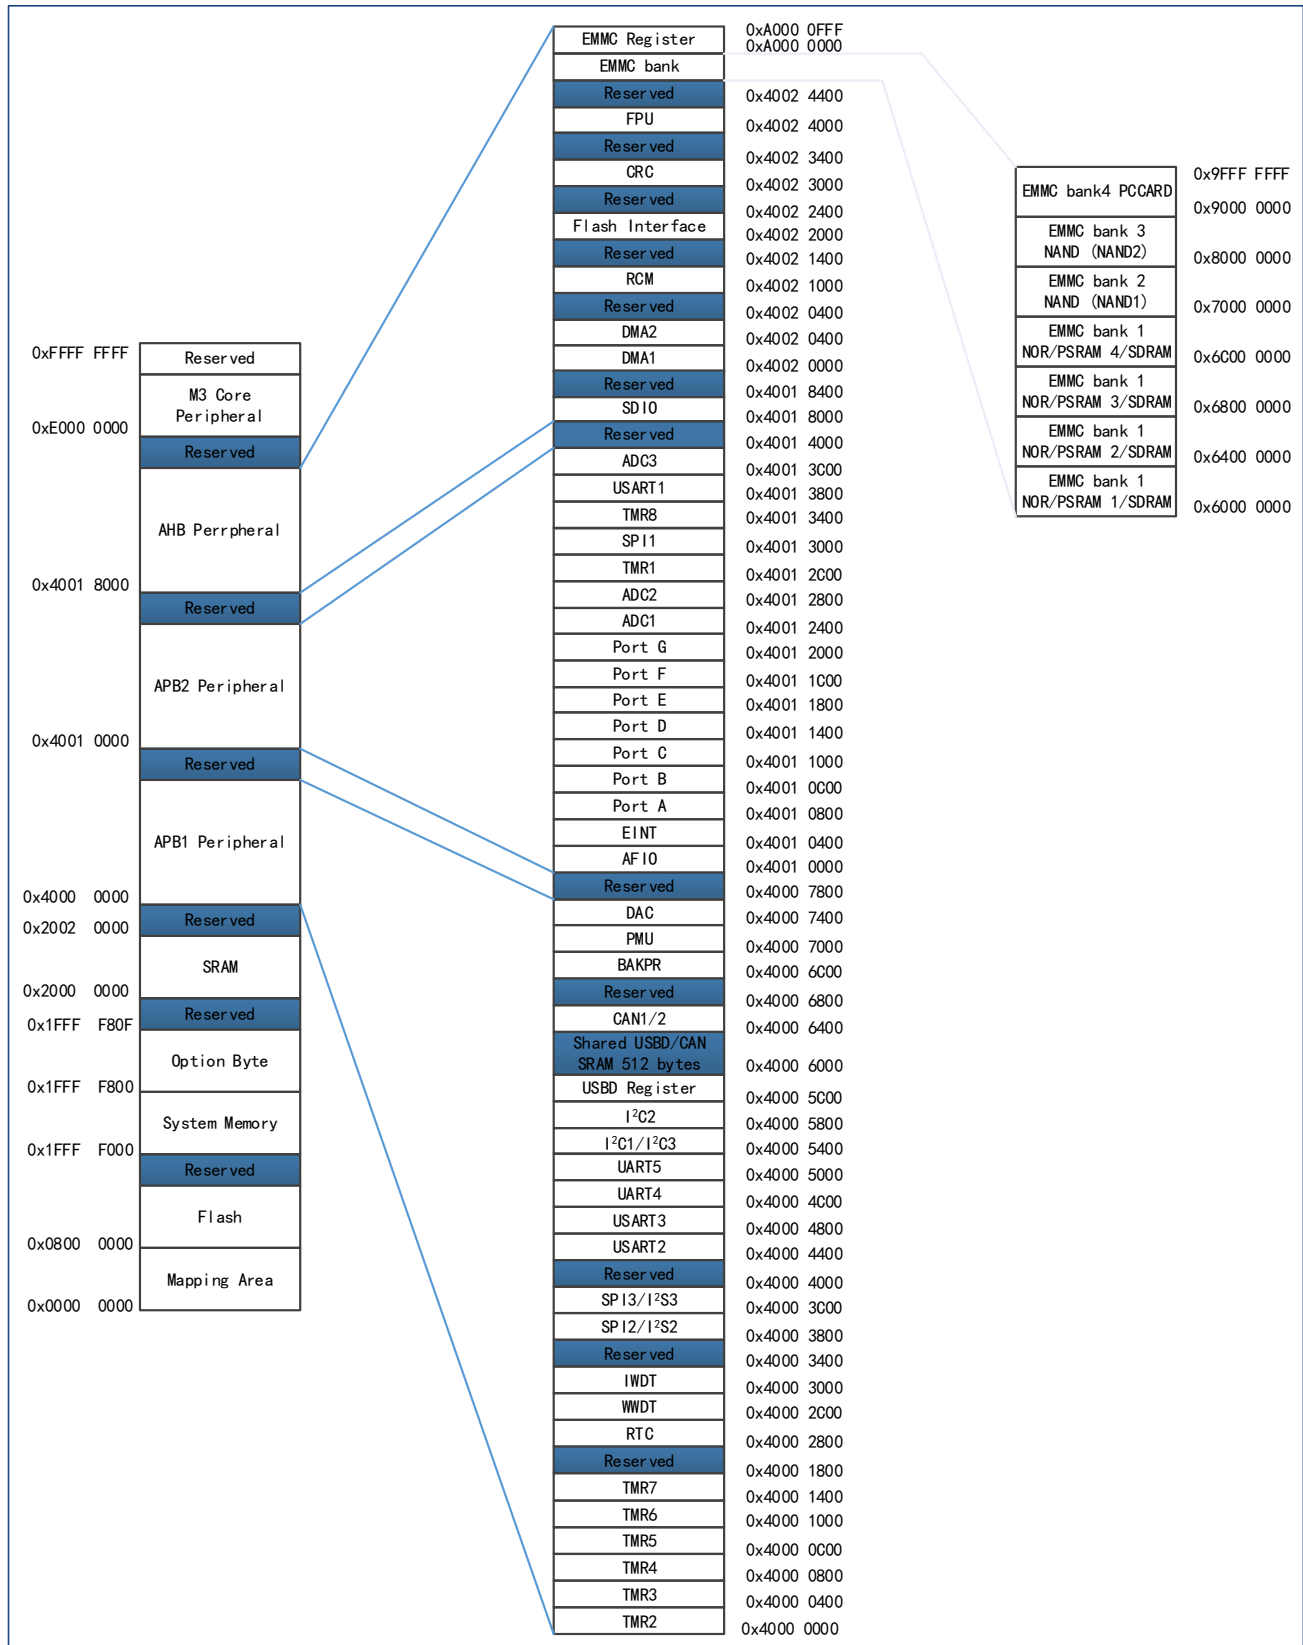 0xFFFF FFFF
Reserved
M3 Core
Peripheral
0xE000 0000
Reserved
AHB Perrpheral
0x4001 8000
Reserved
APB2 Peripheral
0x4001 0000
Reserved
APB1 Peripheral
0x4000 0000
Reserved
0x2002 0000
SRAM
0x2000 0000
Reserved
0x1FFF F80F
Option Byte
0x1FFF F800
System Memory
0x1FFF F000
Reserved
Flash
0x0800 0000
Mapping Area
0x0000 0000
0xA000 0FFF
EMMC Register
0xA000 0000
EMMC bank
Reserved
0x4002 4400
FPU
0x4002 4000
Reserved
0x4002 3400
CRC
0x4002 3000
Reserved
0x4002 2400
Flash Interface
0x4002 2000
Reserved
0x4002 1400
RCM
0x4002 1000
Reserved
0x4002 0400
DMA2
0x4002 0400
DMA1
0x4002 0000
Reserved
0x4001 8400
SDIO
0x4001 8000
Reserved
0x4001 4000
ADC3
0x4001 3C00
USART1
0x4001 3800
TMR8
0x4001 3400
SPI1
0x4001 3000
TMR1
0x4001 2C00
ADC2
0x4001 2800
ADC1
0x4001 2400
Port G
0x4001 2000
Port F
0x4001 1C00
Port E
0x4001 1800
Port D
0x4001 1400
Port C
0x4001 1000
Port B
0x4001 0C00
Port A
0x4001 0800
EINT
0x4001 0400
AFIO
0x4001 0000
Reserved
0x4000 7800
DAC
0x4000 7400
PMU
0x4000 7000
BAKPR
0x4000 6C00
Reserved
0x4000 6800
CAN1/2
0x4000 6400
Shared USBD/CAN
SRAM 512 bytes
0x4000 6000
USBD Register
0x4000 5C00
I²C2
0x4000 5800
I²C1/I²C3
0x4000 5400
UART5
0x4000 5000
UART4
0x4000 4C00
USART3
0x4000 4800
USART2
0x4000 4400
Reserved
0x4000 4000
SPI3/I²S3
0x4000 3C00
SPI2/I²S2
0x4000 3800
Reserved
0x4000 3400
IWDT
0x4000 3000
WWDT
0x4000 2C00
RTC
0x4000 2800
Reserved
0x4000 1800
TMR7
0x4000 1400
TMR6
0x4000 1000
TMR5
0x4000 0C00
TMR4
0x4000 0800
TMR3
0x4000 0400
TMR2
0x4000 0000
0x9FFF FFFF
EMMC bank4 PCCARD
0x9000 0000
EMMC bank 3
NAND (NAND2)
0x8000 0000
EMMC bank 2
NAND (NAND1)
0x7000 0000
EMMC bank 1
NOR/PSRAM 4/SDRAM
0x6C00 0000
EMMC bank 1
NOR/PSRAM 3/SDRAM
0x6800 0000
EMMC bank 1
NOR/PSRAM 2/SDRAM
0x6400 0000
EMMC bank 1
NOR/PSRAM 1/SDRAM
0x6000 0000